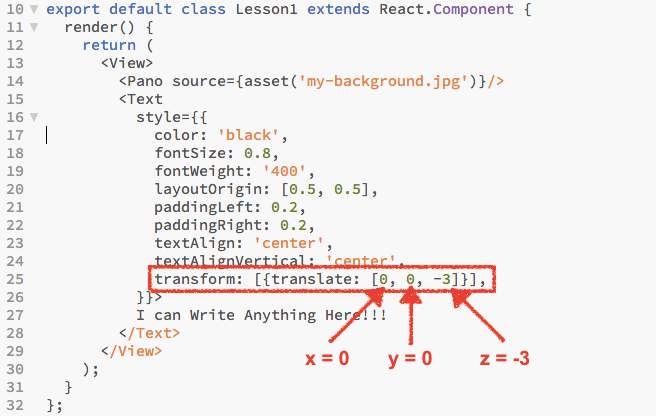 10 export default class Lesson1 extends React.Component {
11 render() {
12 return (
13 <View>
14 <Pano source={asset('my-background.jpg')}/>
15 <Text
16 style={{
17 color: 'black',
18 fontSize: 0.8,
19 fontWeight: '400',
20 layoutOrigin: [0.5, 0.5],
21 paddingLeft: 0.2,
22 paddingRight: 0.2,
23 textAlign: 'center',
24 textAlignVertical: 'center',
25 transform: [{translate: [0, 0, -3]}],
26 }}>
27 I can Write Anything Here!!!
28 </Text>
29 </View>
x = 0 y = 0 z = -3
30 );
31 }
32 };